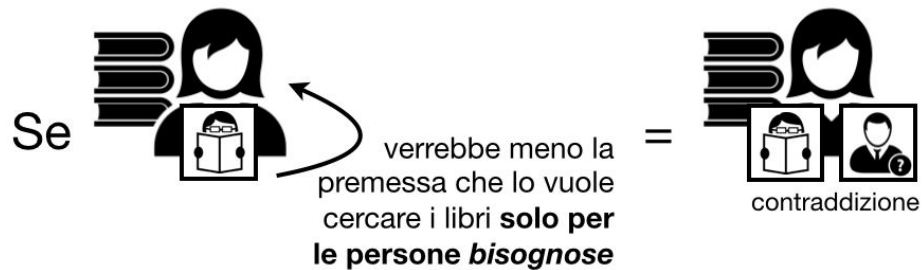 Se
verrebbe meno la
premessa che lo vuole
cercare i libri solo per
le persone bisognose
=
?
contraddizione